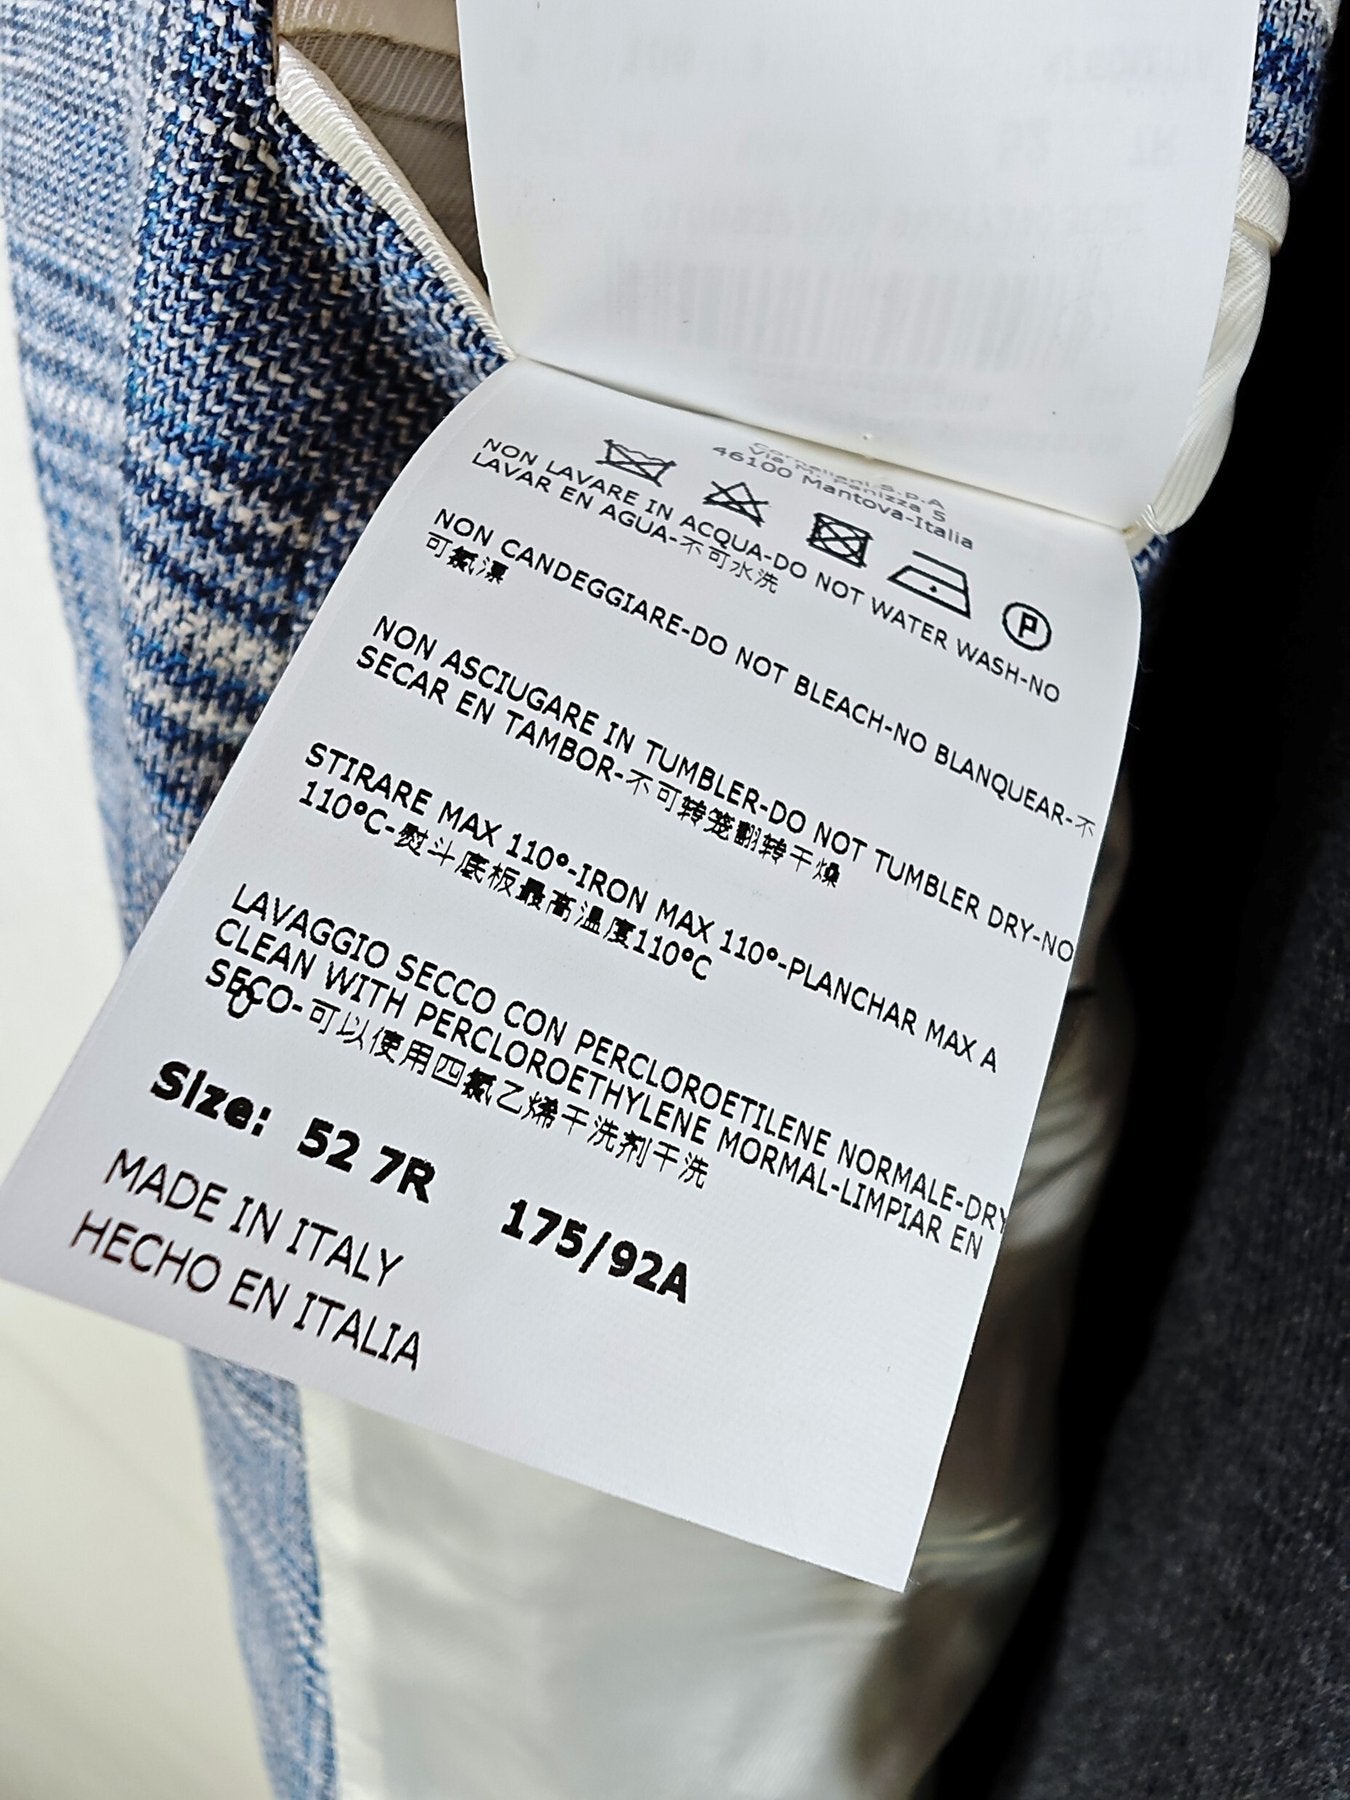 Corneliani S.P.A
Via M. Panizza 5
46100 Mantova-Italia
P
NON LAVARE IN ACQUA-DO NOT WATER WASH-NO
LAVAR EN AGUA-不可水洗
NON CANDEGGIARE-DO NOT BLEACH-NO BLANQUEAR-不
可氯漂
NON ASCIUGARE IN TUMBLER-DO NOT TUMBLER DRY-NO
SECAR EN TAMBOR-不可转笼翻转干燥
STIRARE MAX 110°-IRON MAX 110°-PLANCHAR MAX A
110°C-熨斗底板最高温度110°C
LAVAGGIO SECCO CON PERCLOROETILENE NORMALE-DRY
CLEAN WITH PERCLOROETHYLENE MORMAL-LIMPIAR EN
SECO-可以使用四氯乙烯干洗剂干洗
Size: 52 7R 175/92A
MADE IN ITALY
HECHO EN ITALIA